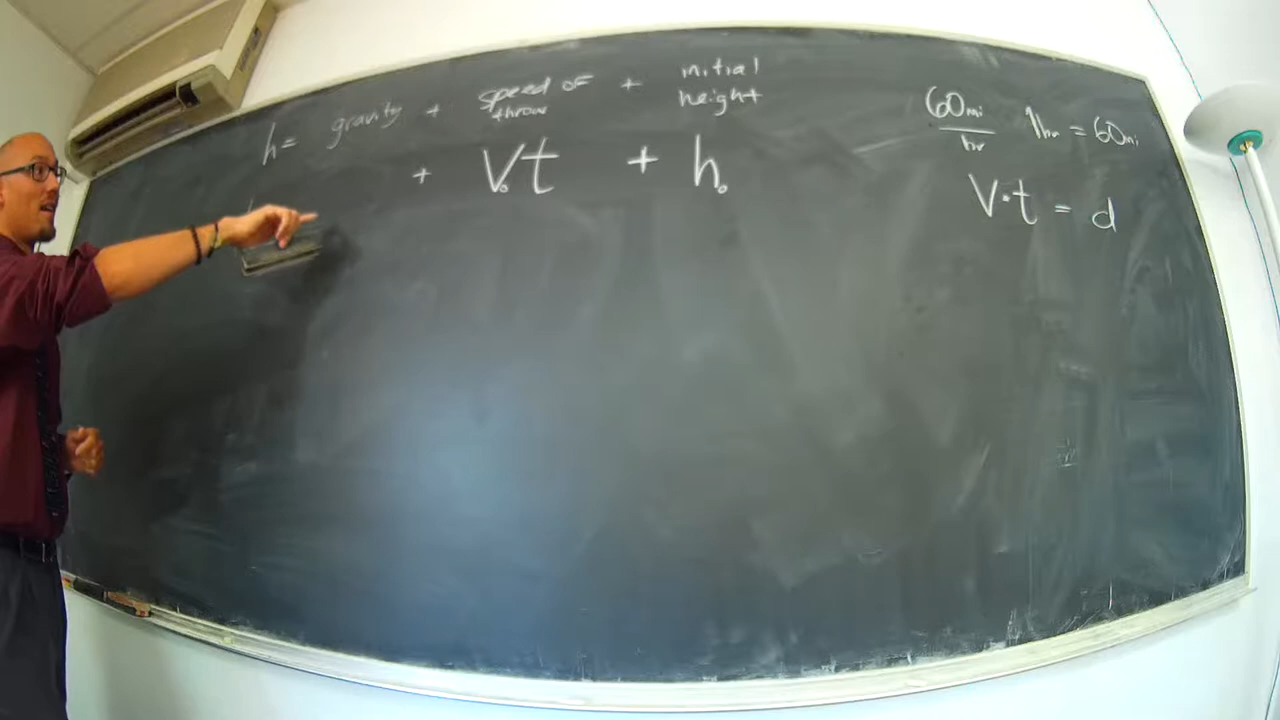 h = gravity + speed of throw + initial height
+ V₀t + h₀
60mi/hr 1hr = 60mi
V·t = d